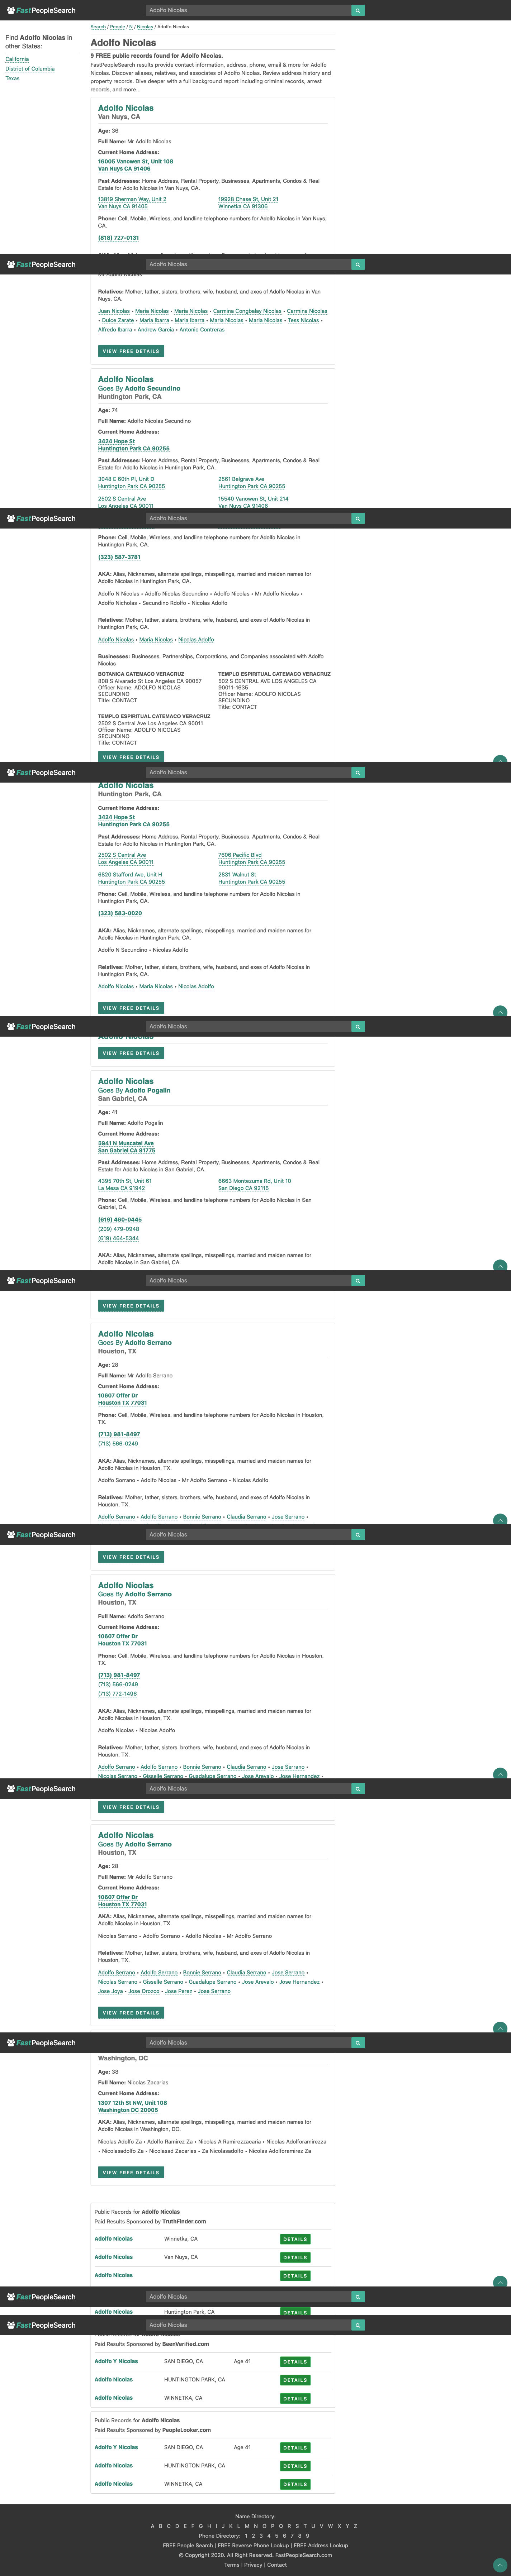 FastPeopleSearch
Adolfo Nicolas
Find Adolfo Nicolas in
other States:
California
District of Columbia
Texas
Search / People / N / Nicolas / Adolfo Nicolas
Adolfo Nicolas
9 FREE public records found for Adolfo Nicolas.
FastPeopleSearch results provide contact information, address, phone, email & more for Adolfo
Nicolas. Discover aliases, relatives, and associates of Adolfo Nicolas. Review address history and
property records. Dive deeper with a full background report including criminal records, arrest
records, and more...
Adolfo Nicolas
Van Nuys, CA
Age: 36
Full Name: Mr Adolfo Nicolas
Current Home Address:
16005 Vanowen St, Unit 108
Van Nuys CA 91406
Past Addresses: Home Address, Rental Property, Businesses, Apartments, Condos & Real
Estate for Adolfo Nicolas in Van Nuys, CA.
13819 Sherman Way, Unit 2 19928 Chase St, Unit 21
Van Nuys CA 91405 Winnetka CA 91306
Phone: Cell, Mobile, Wireless, and landline telephone numbers for Adolfo Nicolas in Van Nuys,
CA.
(818) 727-0131
FastPeopleSearch
Adolfo Nicolas
Mr Adolfo Nicolas
Relatives: Mother, father, sisters, brothers, wife, husband, and exes of Adolfo Nicolas in Van
Nuys, CA.
Juan Nicolas • Maria Nicolas • Maria Nicolas • Carmina Congbalay Nicolas • Carmina Nicolas
• Dulce Zarate • Maria Ibarra • Maria Ibarra • Maria Nicolas • Maria Nicolas • Tess Nicolas •
Alfredo Ibarra • Andrew Garcia • Antonio Contreras
VIEW FREE DETAILS
Adolfo Nicolas
Goes By Adolfo Secundino
Huntington Park, CA
Age: 74
Full Name: Adolfo Nicolas Secundino
Current Home Address:
3424 Hope St
Huntington Park CA 90255
Past Addresses: Home Address, Rental Property, Businesses, Apartments, Condos & Real
Estate for Adolfo Nicolas in Huntington Park, CA.
3048 E 60th Pl, Unit D 2561 Belgrave Ave
Huntington Park CA 90255 Huntington Park CA 90255
2502 S Central Ave 15540 Vanowen St, Unit 214
Los Angeles CA 90011 Van Nuys CA 91406
FastPeopleSearch
Adolfo Nicolas
Phone: Cell, Mobile, Wireless, and landline telephone numbers for Adolfo Nicolas in
Huntington Park, CA.
(323) 587-3781
AKA: Alias, Nicknames, alternate spellings, misspellings, married and maiden names for
Adolfo Nicolas in Huntington Park, CA.
Adolfo N Nicolas • Adolfo Nicolas Secundino • Adolfo Nicolas • Mr Adolfo Nicolas •
Adolfo Nicholas • Secundino Rdolfo • Nicolas Adolfo
Relatives: Mother, father, sisters, brothers, wife, husband, and exes of Adolfo Nicolas in
Huntington Park, CA.
Adolfo Nicolas • Maria Nicolas • Nicolas Adolfo
Businesses: Businesses, Partnerships, Corporations, and Companies associated with Adolfo
Nicolas
BOTANICA CATEMACO VERACRUZ
808 S Alvarado St Los Angeles CA 90057
Officer Name: ADOLFO NICOLAS
SECUNDINO
Title: CONTACT
TEMPLO ESPIRITUAL CATEMACO VERACRUZ
502 S CENTRAL AVE LOS ANGELES CA
90011-1635
Officer Name: ADOLFO NICOLAS
SECUNDINO
Title: CONTACT
TEMPLO ESPIRITUAL CATEMACO VERACRUZ
2502 S Central Ave Los Angeles CA 90011
Officer Name: ADOLFO NICOLAS
SECUNDINO
Title: CONTACT
VIEW FREE DETAILS
FastPeopleSearch
Adolfo Nicolas
Adolfo Nicolas
Huntington Park, CA
Current Home Address:
3424 Hope St
Huntington Park CA 90255
Past Addresses: Home Address, Rental Property, Businesses, Apartments, Condos & Real
Estate for Adolfo Nicolas in Huntington Park, CA.
2502 S Central Ave 7606 Pacific Blvd
Los Angeles CA 90011 Huntington Park CA 90255
6820 Stafford Ave, Unit H 2831 Walnut St
Huntington Park CA 90255 Huntington Park CA 90255
Phone: Cell, Mobile, Wireless, and landline telephone numbers for Adolfo Nicolas in
Huntington Park, CA.
(323) 583-0020
AKA: Alias, Nicknames, alternate spellings, misspellings, married and maiden names for
Adolfo Nicolas in Huntington Park, CA.
Adolfo N Secundino • Nicolas Adolfo
Relatives: Mother, father, sisters, brothers, wife, husband, and exes of Adolfo Nicolas in
Huntington Park, CA.
Adolfo Nicolas • Maria Nicolas • Nicolas Adolfo
VIEW FREE DETAILS
FastPeopleSearch
Adolfo Nicolas
Adolfo Nicolas
VIEW FREE DETAILS
Adolfo Nicolas
Goes By Adolfo Pogalin
San Gabriel, CA
Age: 41
Full Name: Adolfo Pogalin
Current Home Address:
5941 N Muscatel Ave
San Gabriel CA 91775
Past Addresses: Home Address, Rental Property, Businesses, Apartments, Condos & Real
Estate for Adolfo Nicolas in San Gabriel, CA.
4395 70th St, Unit 61 6663 Montezuma Rd, Unit 10
La Mesa CA 91942 San Diego CA 92115
Phone: Cell, Mobile, Wireless, and landline telephone numbers for Adolfo Nicolas in San
Gabriel, CA.
(619) 460-0445
(209) 479-0948
(619) 464-5344
AKA: Alias, Nicknames, alternate spellings, misspellings, married and maiden names for
Adolfo Nicolas in San Gabriel, CA.
FastPeopleSearch
Adolfo Nicolas
VIEW FREE DETAILS
Adolfo Nicolas
Goes By Adolfo Serrano
Houston, TX
Age: 28
Full Name: Mr Adolfo Serrano
Current Home Address:
10607 Offer Dr
Houston TX 77031
Phone: Cell, Mobile, Wireless, and landline telephone numbers for Adolfo Nicolas in Houston,
TX.
(713) 981-8497
(713) 566-0249
AKA: Alias, Nicknames, alternate spellings, misspellings, married and maiden names for
Adolfo Nicolas in Houston, TX.
Adolfo Sorrano • Adolfo Nicolas • Mr Adolfo Serrano • Nicolas Adolfo
Relatives: Mother, father, sisters, brothers, wife, husband, and exes of Adolfo Nicolas in
Houston, TX.
Adolfo Serrano • Adolfo Serrano • Bonnie Serrano • Claudia Serrano • Jose Serrano •
FastPeopleSearch
Adolfo Nicolas
VIEW FREE DETAILS
Adolfo Nicolas
Goes By Adolfo Serrano
Houston, TX
Full Name: Adolfo Serrano
Current Home Address:
10607 Offer Dr
Houston TX 77031
Phone: Cell, Mobile, Wireless, and landline telephone numbers for Adolfo Nicolas in Houston,
TX.
(713) 981-8497
(713) 566-0249
(713) 772-1496
AKA: Alias, Nicknames, alternate spellings, misspellings, married and maiden names for
Adolfo Nicolas in Houston, TX.
Adolfo Nicolas • Nicolas Adolfo
Relatives: Mother, father, sisters, brothers, wife, husband, and exes of Adolfo Nicolas in
Houston, TX.
Adolfo Serrano • Adolfo Serrano • Bonnie Serrano • Claudia Serrano • Jose Serrano •
Nicolas Serrano • Gisselle Serrano • Guadalupe Serrano • Jose Arevalo • Jose Hernandez •
FastPeopleSearch
Adolfo Nicolas
VIEW FREE DETAILS
Adolfo Nicolas
Goes By Adolfo Serrano
Houston, TX
Age: 28
Full Name: Mr Adolfo Serrano
Current Home Address:
10607 Offer Dr
Houston TX 77031
AKA: Alias, Nicknames, alternate spellings, misspellings, married and maiden names for
Adolfo Nicolas in Houston, TX.
Nicolas Serrano • Adolfo Sorrano • Adolfo Nicolas • Mr Adolfo Serrano
Relatives: Mother, father, sisters, brothers, wife, husband, and exes of Adolfo Nicolas in
Houston, TX.
Adolfo Serrano • Adolfo Serrano • Bonnie Serrano • Claudia Serrano • Jose Serrano •
Nicolas Serrano • Gisselle Serrano • Guadalupe Serrano • Jose Arevalo • Jose Hernandez •
Jose Joya • Jose Orozco • Jose Perez • Jose Serrano
VIEW FREE DETAILS
FastPeopleSearch
Adolfo Nicolas
Washington, DC
Age: 38
Full Name: Nicolas Zacarias
Current Home Address:
1307 12th St NW, Unit 108
Washington DC 20005
AKA: Alias, Nicknames, alternate spellings, misspellings, married and maiden names for
Adolfo Nicolas in Washington, DC.
Nicolas Adolfo Za • Adolfo Ramirez Za • Nicolas A Ramirezzacaria • Nicolas Adolforamirezza
• Nicolasadolfo Za • Nicolasad Zacarias • Za Nicolasadolfo • Nicolas Adolforamirez Za
VIEW FREE DETAILS
Public Records for Adolfo Nicolas
Paid Results Sponsored by TruthFinder.com
Adolfo Nicolas Winnetka, CA DETAILS
Adolfo Nicolas Van Nuys, CA DETAILS
Adolfo Nicolas DETAILS
FastPeopleSearch
Adolfo Nicolas
Adolfo Nicolas Huntington Park, CA DETAILS
FastPeopleSearch
Adolfo Nicolas
Paid Results Sponsored by BeenVerified.com
Adolfo Y Nicolas SAN DIEGO, CA Age 41 DETAILS
Adolfo Nicolas HUNTINGTON PARK, CA DETAILS
Adolfo Nicolas WINNETKA, CA DETAILS
Public Records for Adolfo Nicolas
Paid Results Sponsored by PeopleLooker.com
Adolfo Y Nicolas SAN DIEGO, CA Age 41 DETAILS
Adolfo Nicolas HUNTINGTON PARK, CA DETAILS
Adolfo Nicolas WINNETKA, CA DETAILS
Name Directory:
A B C D E F G H I J K L M N O P Q R S T U V W X Y Z
Phone Directory: 1 2 3 4 5 6 7 8 9
FREE People Search | FREE Reverse Phone Lookup | FREE Address Lookup
© Copyright 2020. All Right Reserved. FastPeopleSearch.com
Terms | Privacy | Contact